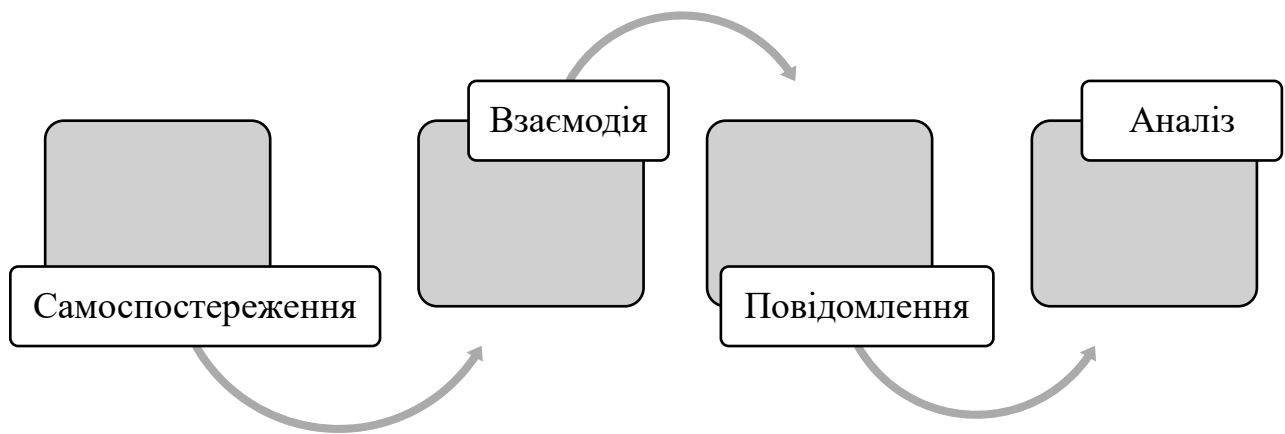 Самоспостереження
Взаємодія
Повідомлення
Аналіз